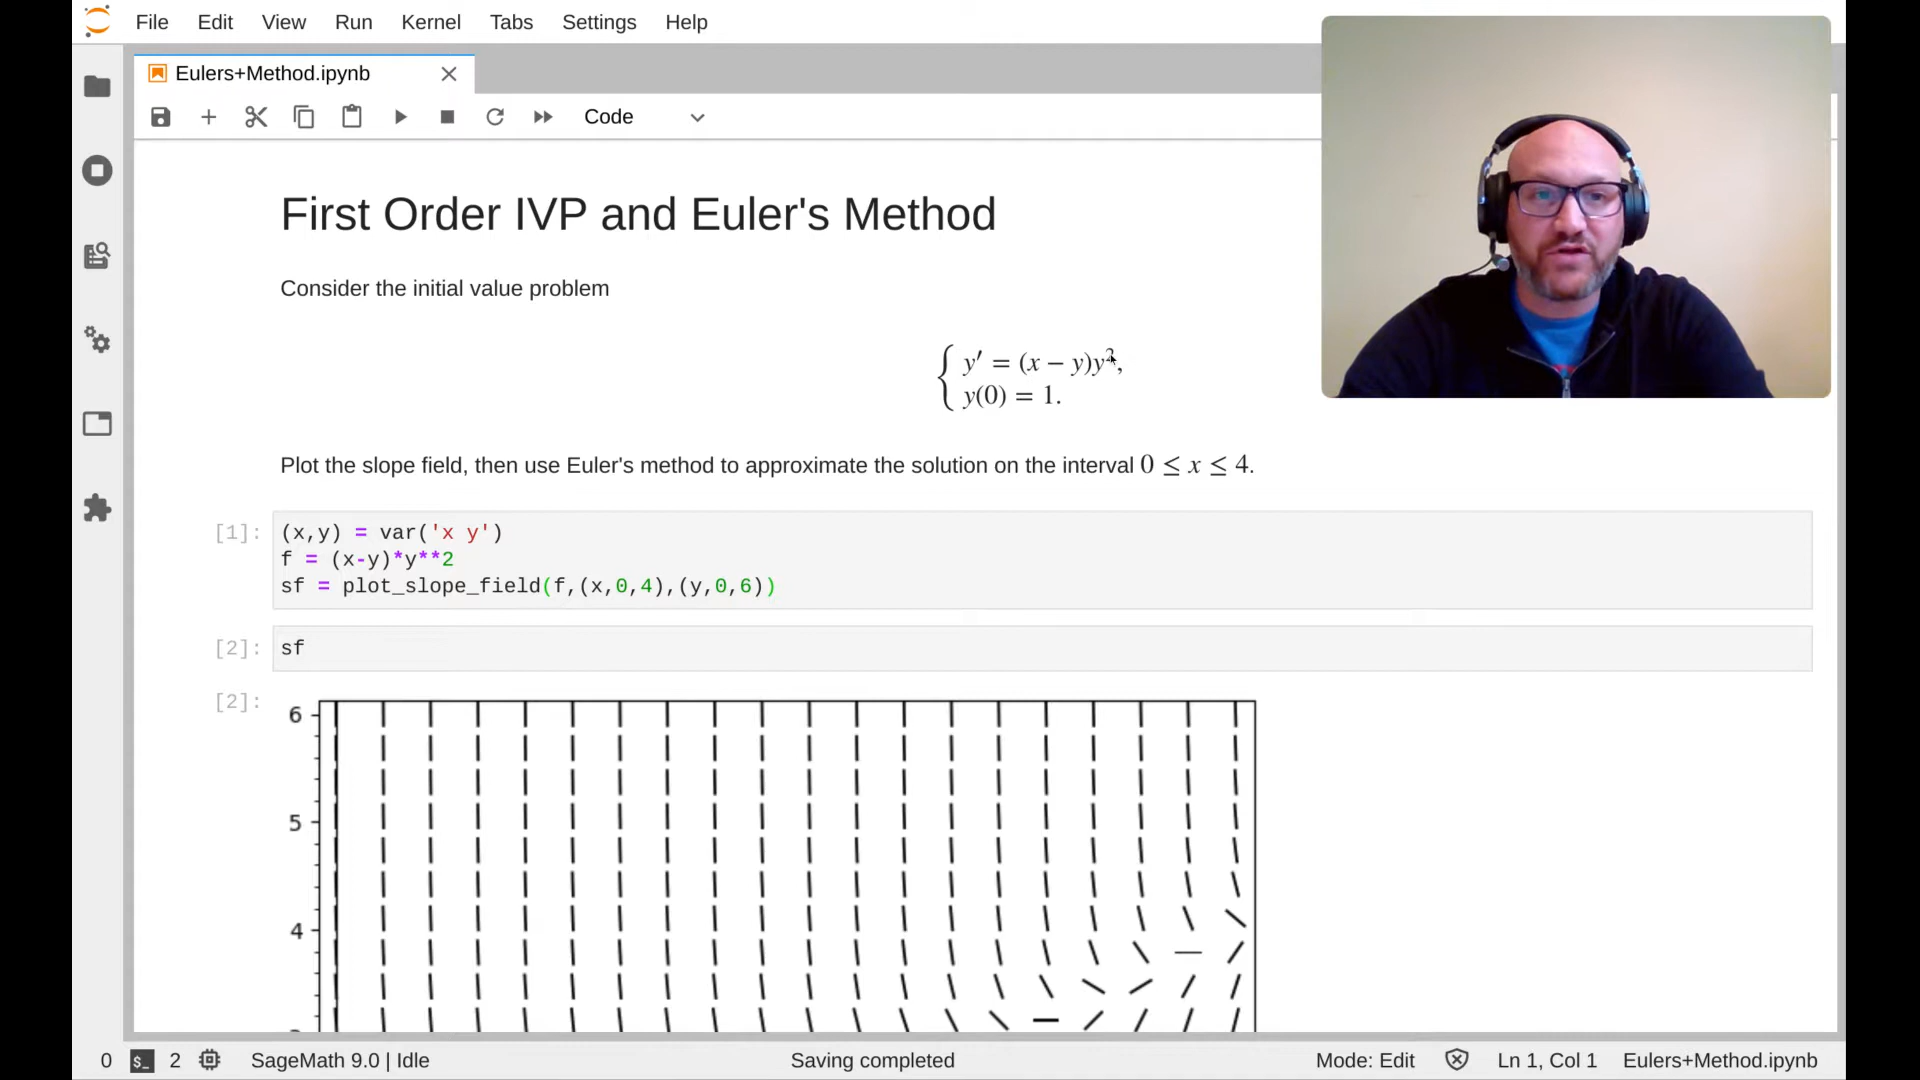 File Edit View Run Kernel Tabs Settings Help
Eulers+Method.ipynb
Code
First Order IVP and Euler's Method
Consider the initial value problem
y′ = (x − y)y²,
y(0) = 1.
Plot the slope field, then use Euler's method to approximate the solution on the interval 0 ≤ x ≤ 4.
[1]: (x,y) = var('x y')
f = (x-y)*y**2
sf = plot_slope_field(f,(x,0,4),(y,0,6))
[2]: sf
[2]:
6
5
4
0 $_ 2 SageMath 9.0 | Idle Saving completed Mode: Edit Ln 1, Col 1 Eulers+Method.ipynb